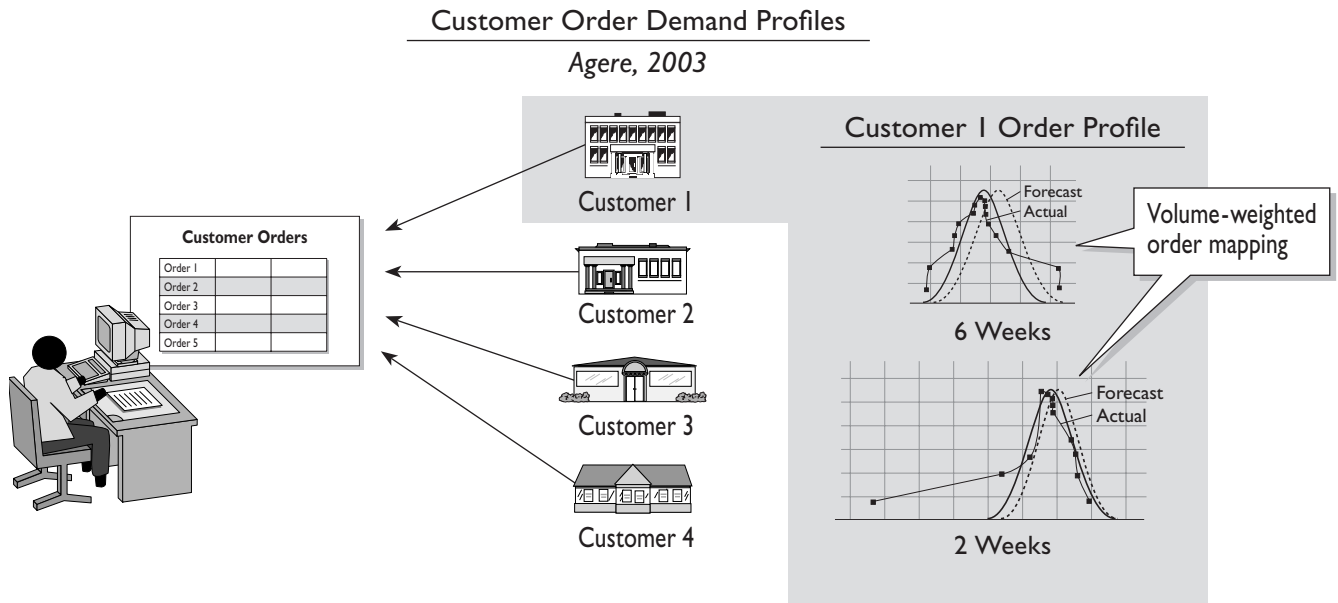 Customer Order Demand Profiles
Agere, 2003
Customer Orders
Order 1
Order 2
Order 3
Order 4
Order 5
Customer 1
Customer 2
Customer 3
Customer 4
Customer 1 Order Profile
Forecast
Actual
6 Weeks
Forecast
Actual
2 Weeks
Volume-weighted
order mapping